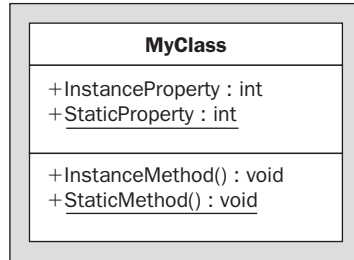 MyClass
+InstanceProperty : int
+StaticProperty : int
+InstanceMethod() : void
+StaticMethod() : void